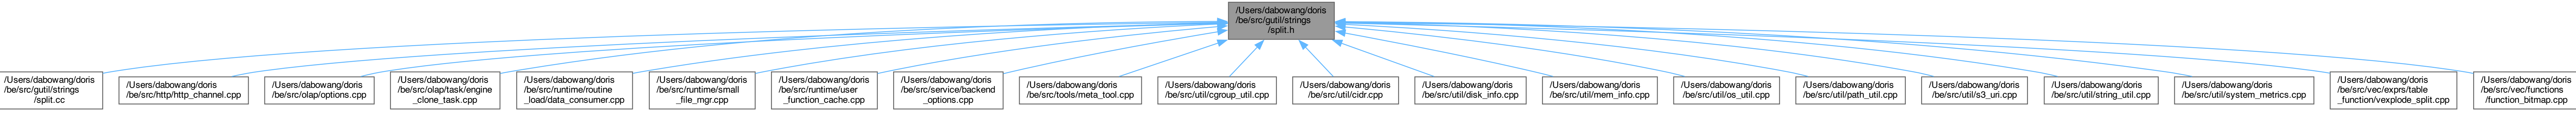 /Users/dabowang/doris
/be/src/gutil/strings
/split.h
/Users/dabowang/doris
/be/src/gutil/strings
/split.cc
/Users/dabowang/doris
/be/src/http/http_channel.cpp
/Users/dabowang/doris
/be/src/olap/options.cpp
/Users/dabowang/doris
/be/src/olap/task/engine
_clone_task.cpp
/Users/dabowang/doris
/be/src/runtime/routine
_load/data_consumer.cpp
/Users/dabowang/doris
/be/src/runtime/small
_file_mgr.cpp
/Users/dabowang/doris
/be/src/runtime/user
_function_cache.cpp
/Users/dabowang/doris
/be/src/service/backend
_options.cpp
/Users/dabowang/doris
/be/src/tools/meta_tool.cpp
/Users/dabowang/doris
/be/src/util/cgroup_util.cpp
/Users/dabowang/doris
/be/src/util/cidr.cpp
/Users/dabowang/doris
/be/src/util/disk_info.cpp
/Users/dabowang/doris
/be/src/util/mem_info.cpp
/Users/dabowang/doris
/be/src/util/os_util.cpp
/Users/dabowang/doris
/be/src/util/path_util.cpp
/Users/dabowang/doris
/be/src/util/s3_uri.cpp
/Users/dabowang/doris
/be/src/util/string_util.cpp
/Users/dabowang/doris
/be/src/util/system_metrics.cpp
/Users/dabowang/doris
/be/src/vec/exprs/table
_function/vexplode_split.cpp
/Users/dabowang/doris
/be/src/vec/functions
/function_bitmap.cpp